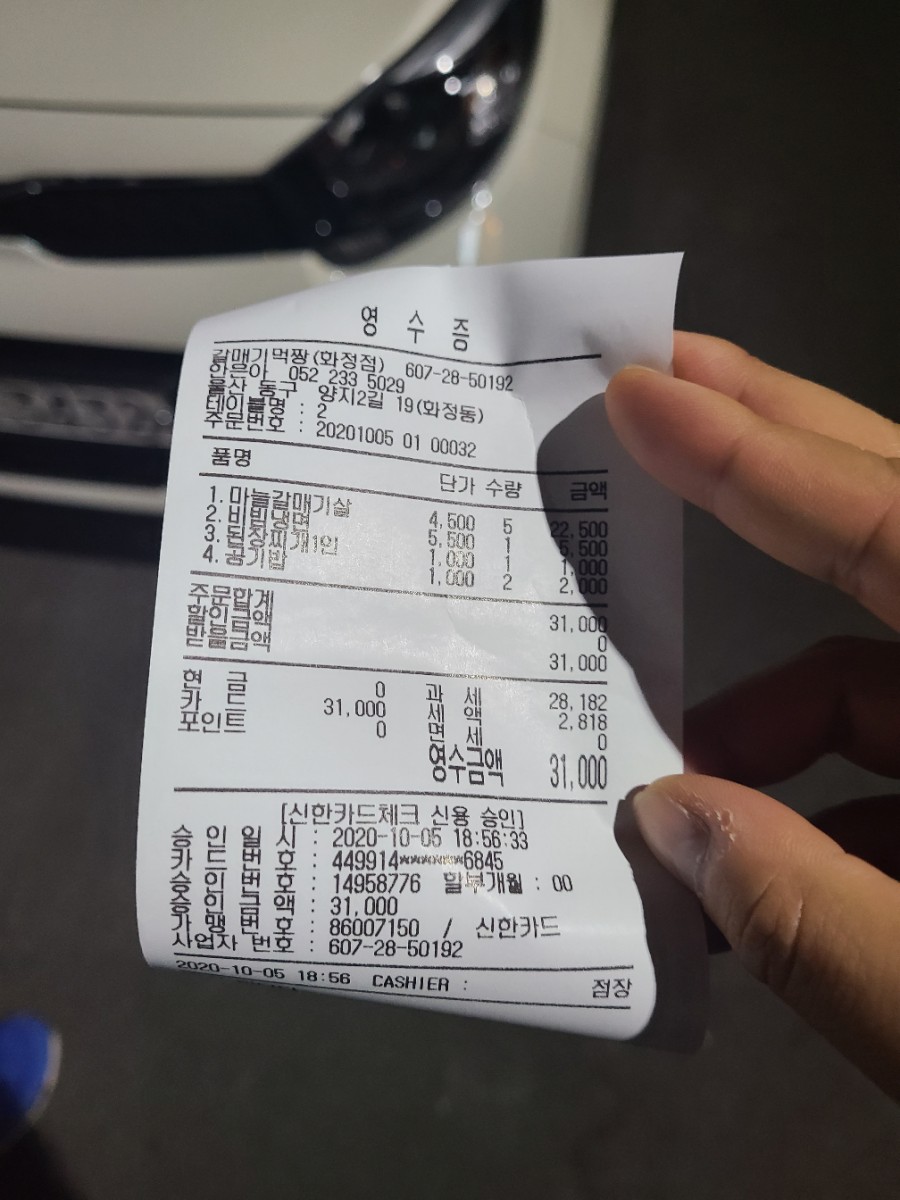 영 수 증
갈매기먹짱(화정점) 607-28-50192
안은아 052 233 5029
울산 동구 양지2길 19(화정동)
테이블명 : 2
주문번호 : 20201005 01 00032
품명 단가 수량 금액
1. 마늘갈매기살 4,500 5 22,500
2. 비빔냉면 5,500 1 5,500
3. 된장찌개1인 1,000 1 1,000
4. 공기밥 1,000 2 2,000
주문합계 31,000
할인금액 0
받을금액 31,000
현 금 0 과 세 28,182
카 드 31,000 세 액 2,818
포인트 0 면 세 0
영수금액 31,000
[신한카드체크 신용 승인]
승 인 일 시 : 2020-10-05 18:56:33
카 드 번 호 : 449914******6845
승 인 번 호 : 14958776 할부개월 : 00
승 인 금 액 : 31,000
가 맹 번 호 : 86007150 / 신한카드
사업자 번호 : 607-28-50192
2020-10-05 18:56 CASHIER : 점장